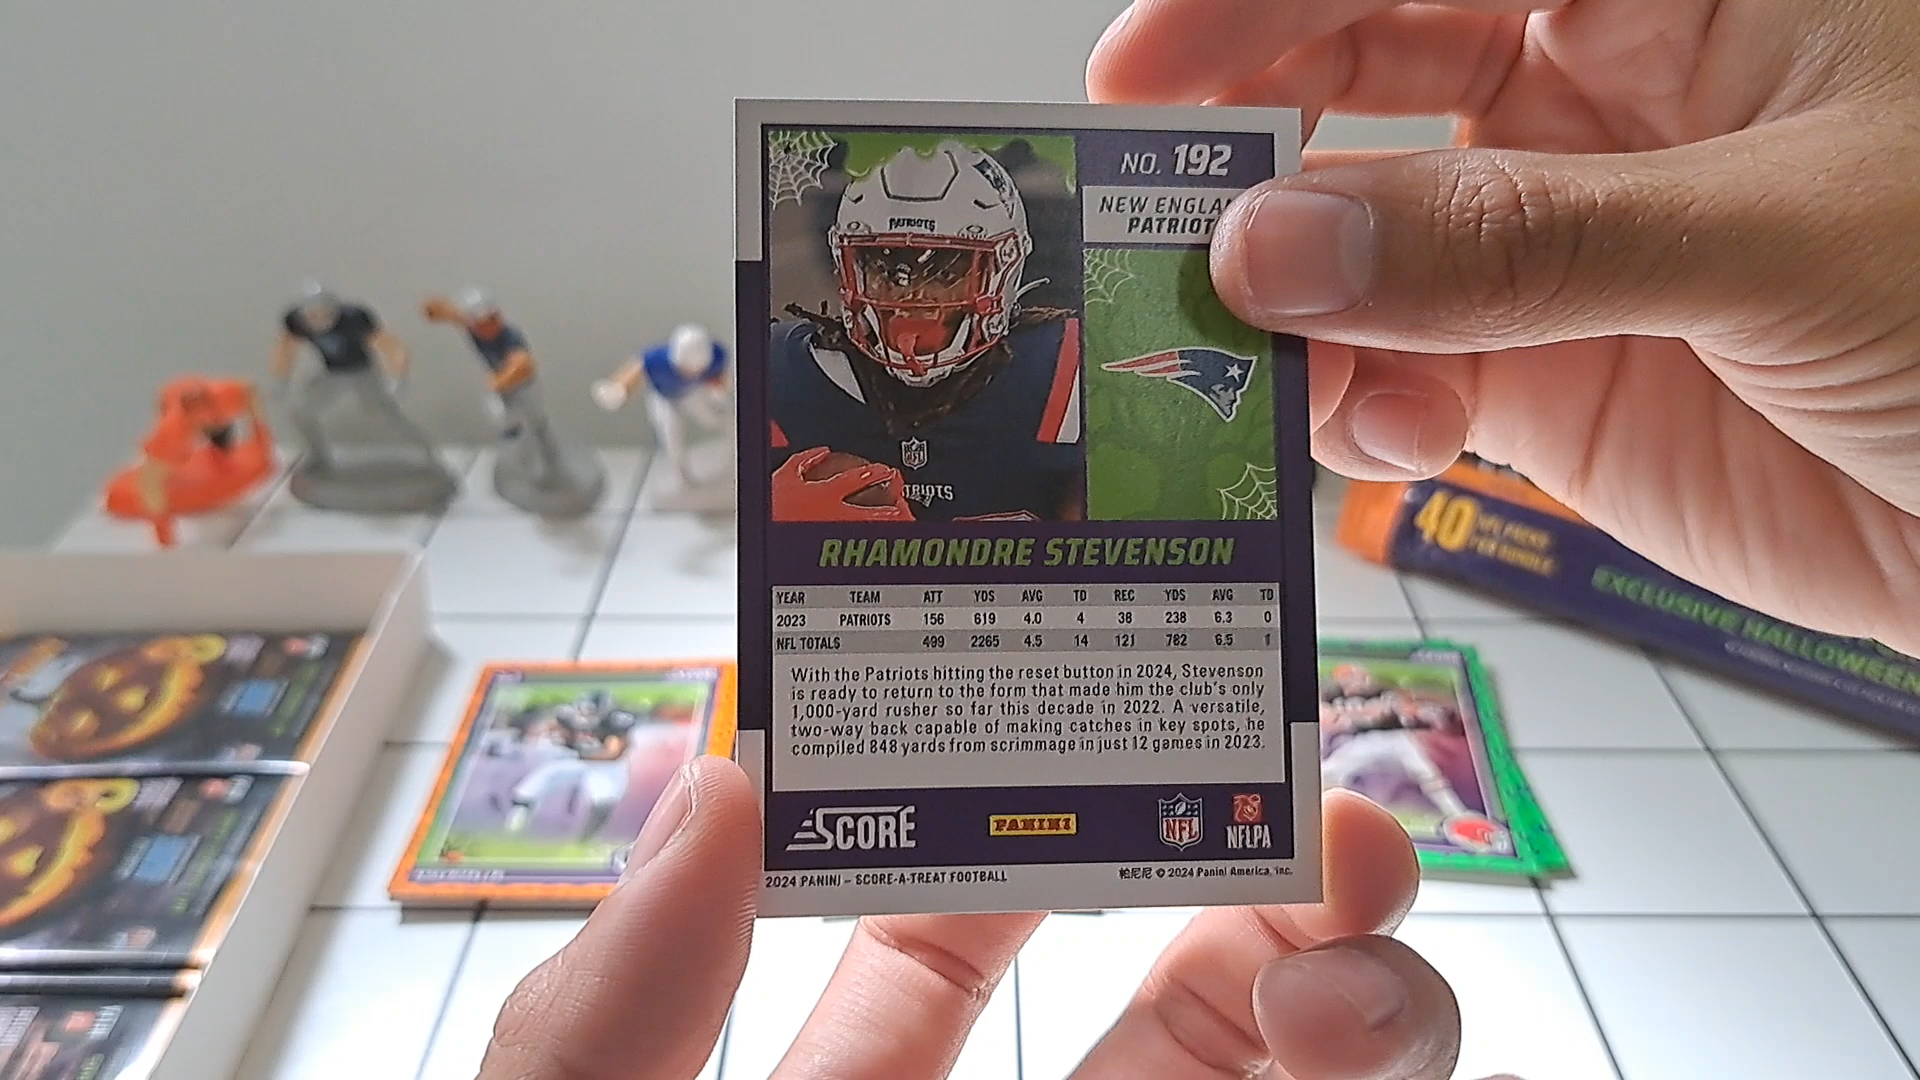 NO. 192
NEW ENGLA
PATRIOT
PATRIOTS
NFL
TRIOTS
RHAMONDRE STEVENSON
YEAR TEAM ATT YDS AVG TD REC YDS AVG TD
2023 PATRIOTS 156 619 4.0 4 38 238 6.3 0
NFL TOTALS 499 2265 4.5 14 121 782 6.5 1
With the Patriots hitting the reset button in 2024, Stevenson
is ready to return to the form that made him the club's only
1,000-yard rusher so far this decade in 2022. A versatile,
two-way back capable of making catches in key spots, he
compiled 848 yards from scrimmage in just 12 games in 2023.
SCORE
PANINI
NFL
NFLPA
2024 PANINI – SCORE-A-TREAT FOOTBALL
帕尼尼 © 2024 Panini America, Inc.
40
EXCLUSIVE HALLOWEEN